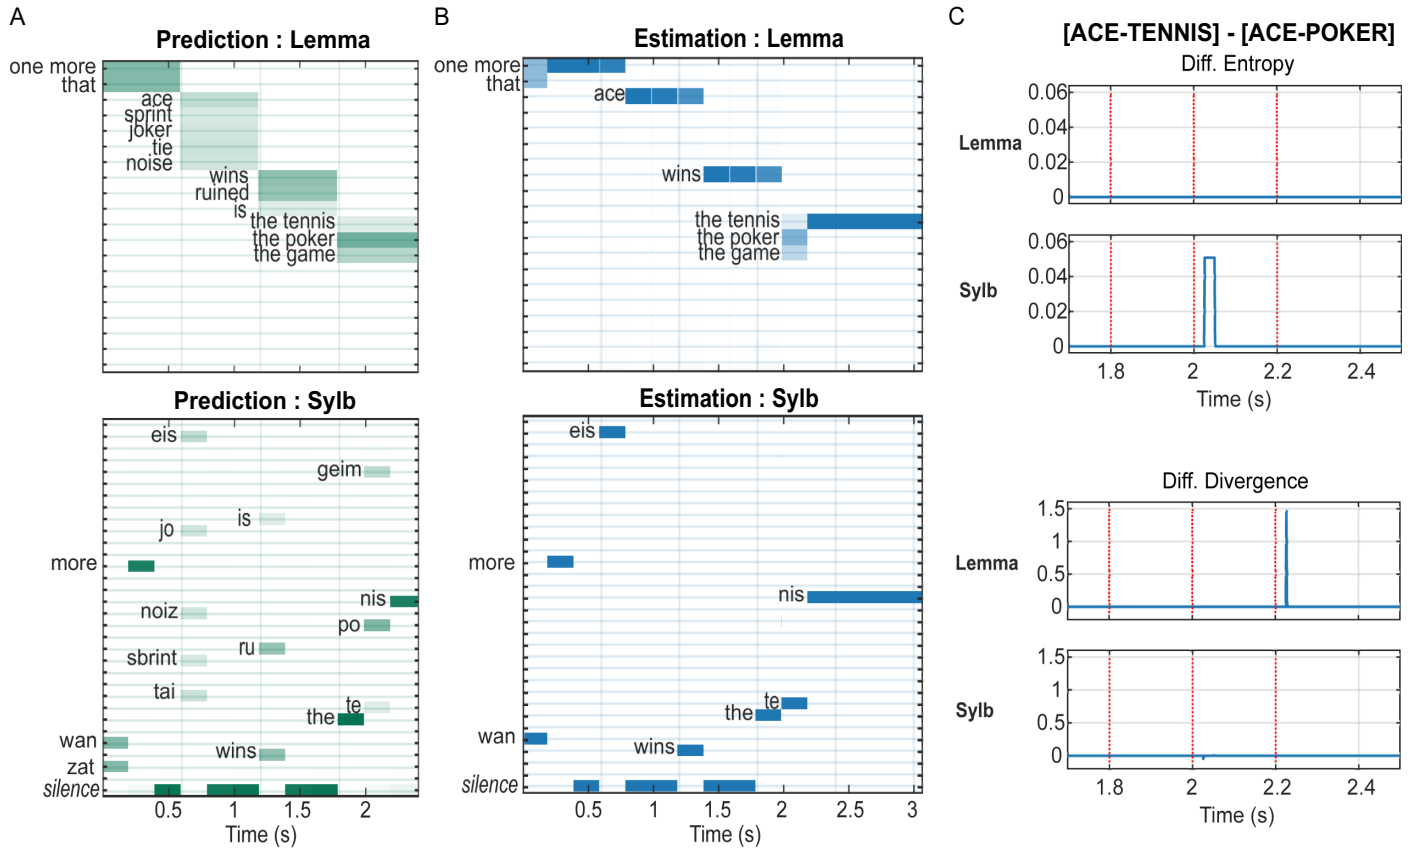 A
Prediction : Lemma
one more
that
ace
sprint
joker
tie
noise
wins
ruined
is
the tennis
the poker
the game
Prediction : Sylb
eis
geim
is
jo
more
nis
noiz
po
ru
sbrint
tai
te
the
wan
wins
zat
silence
0.5 1 1.5 2
Time (s)
B
Estimation : Lemma
one more
that
ace
wins
the tennis
the poker
the game
Estimation : Sylb
eis
more
nis
te
the
wan
wins
silence
0.5 1 1.5 2 2.5 3
Time (s)
C
[ACE-TENNIS] - [ACE-POKER]
Diff. Entropy
Lemma
0.06
0.04
0.02
0
Sylb
0.06
0.04
0.02
0
1.8 2 2.2 2.4
Time (s)
Diff. Divergence
Lemma
1.5
1
0.5
0
Sylb
1.5
1
0.5
0
1.8 2 2.2 2.4
Time (s)